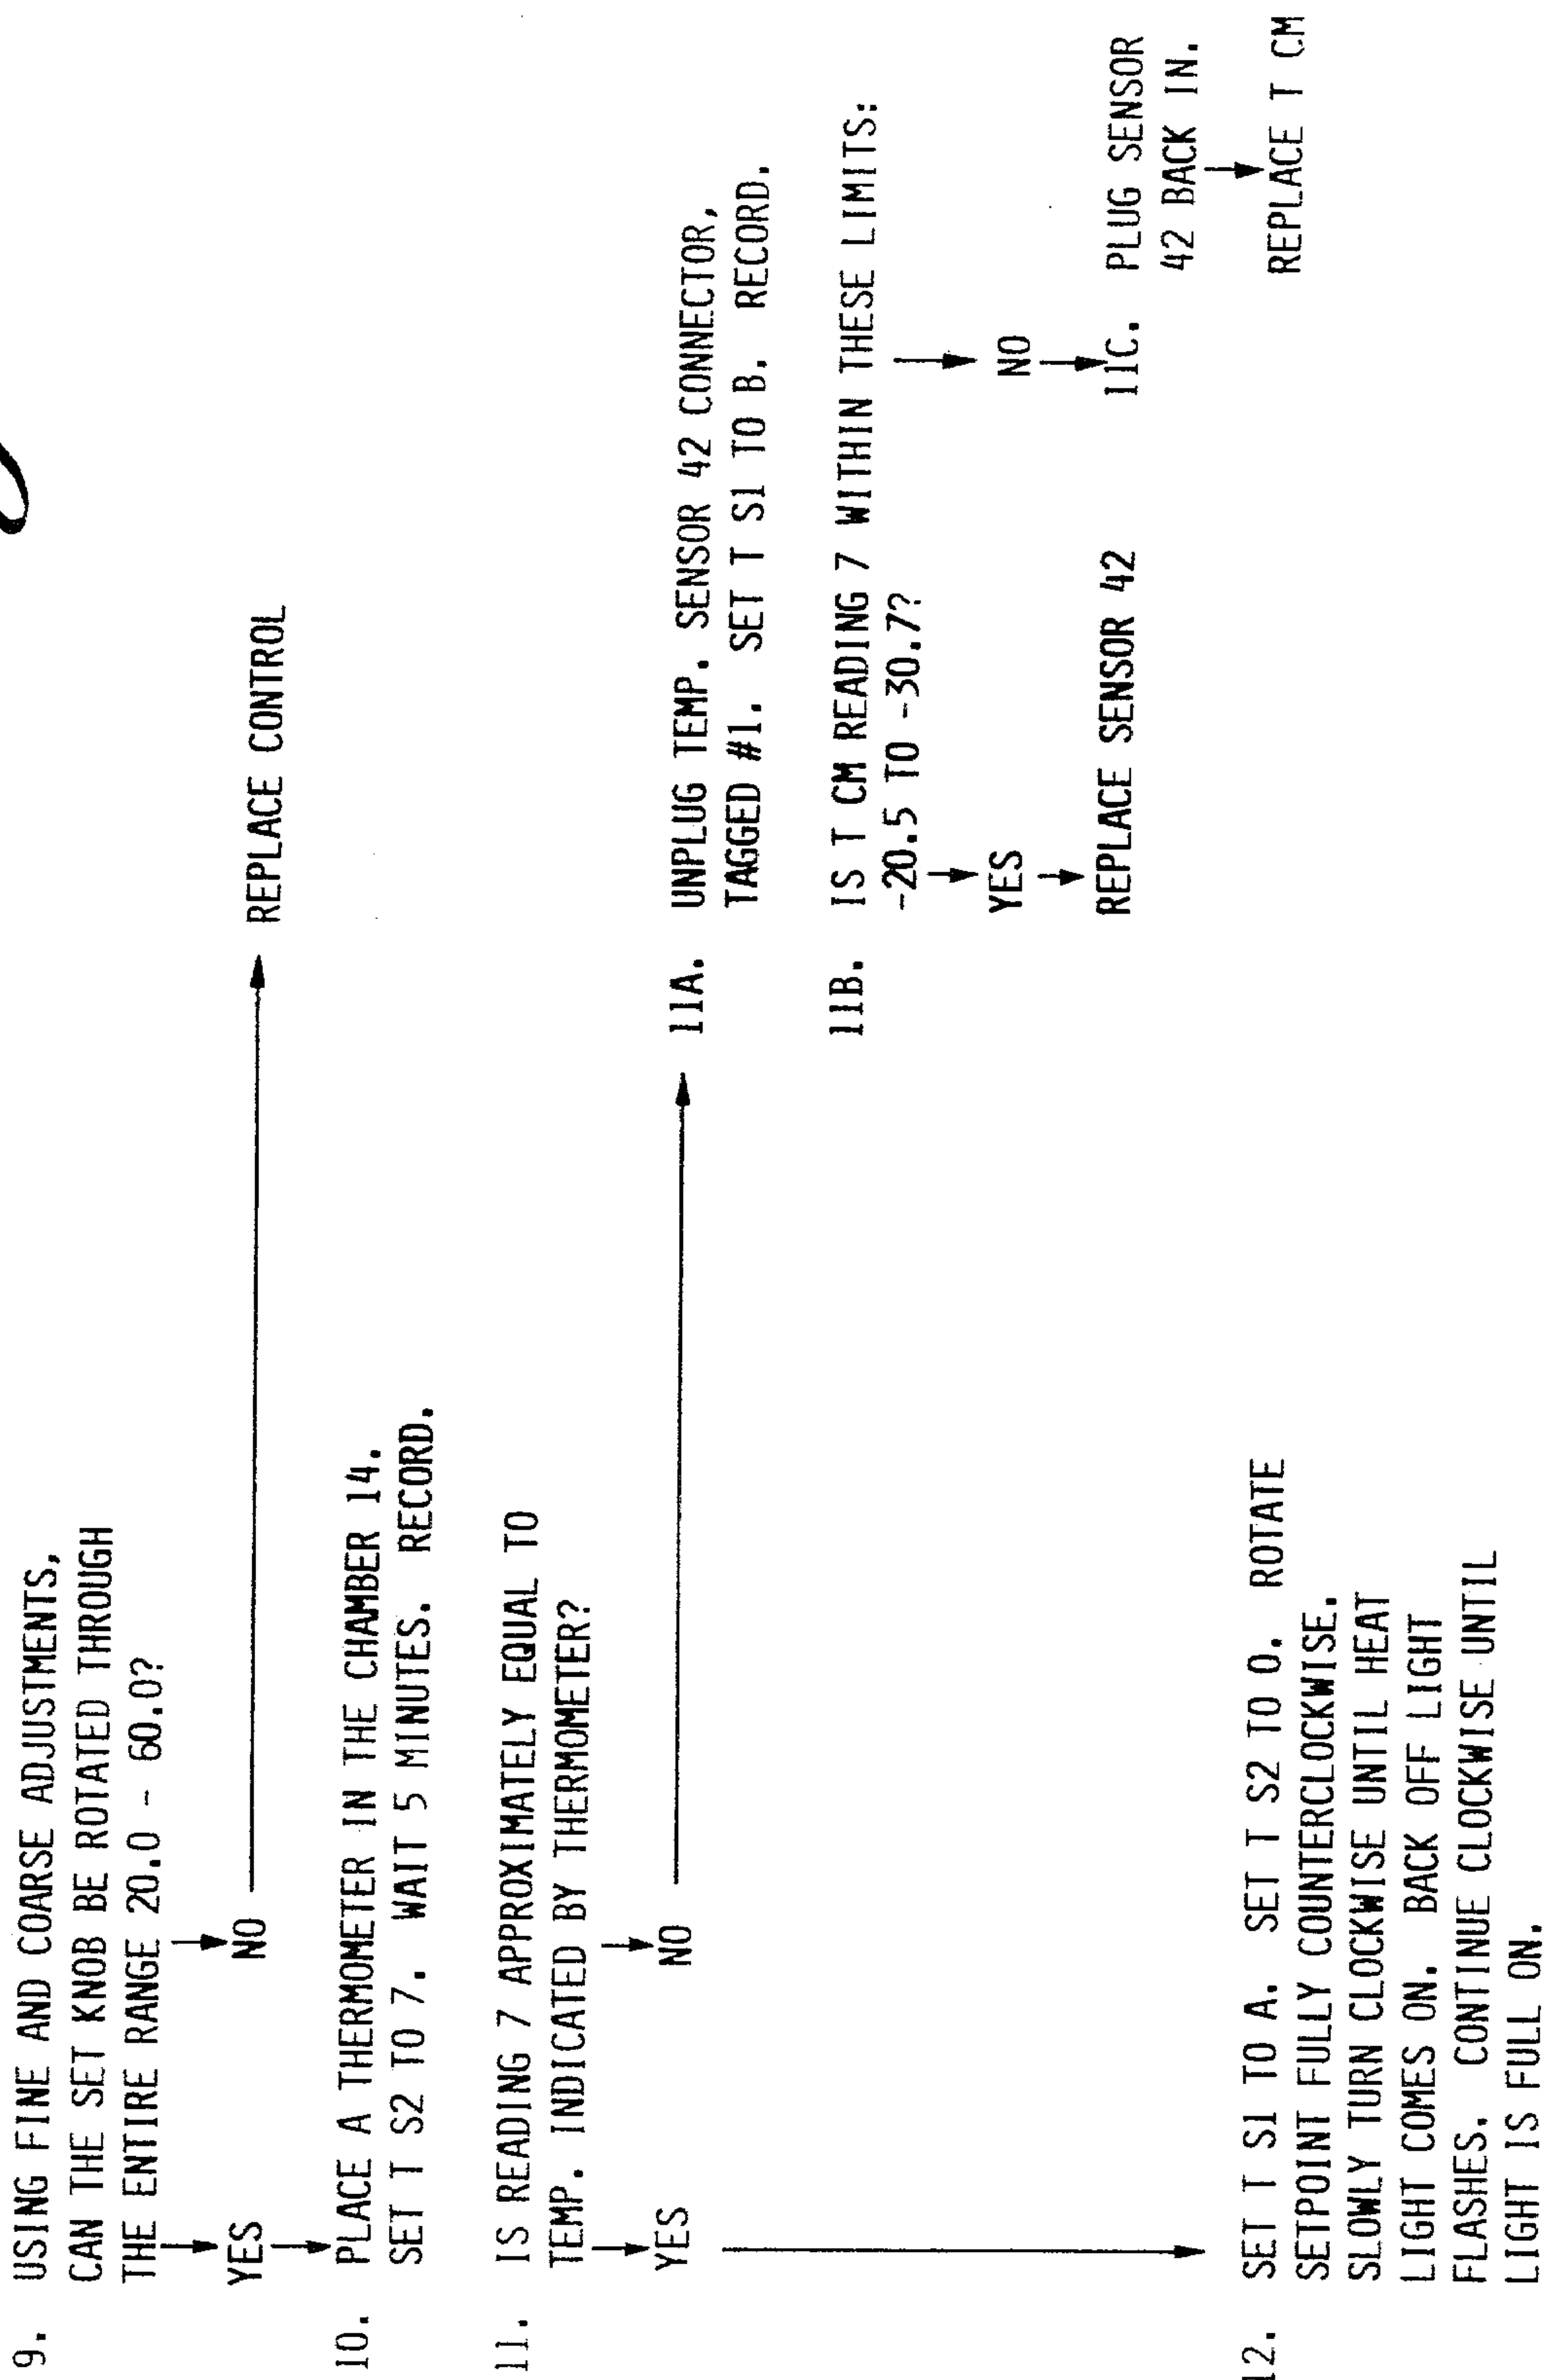 9. USING FINE AND COARSE ADJUSTMENTS,
CAN THE SET KNOB BE ROTATED THROUGH
THE ENTIRE RANGE 20.0 - 60.0?
YES
NO
REPLACE CONTROL
10. PLACE A THERMOMETER IN THE CHAMBER 14.
SET T S2 TO 7. WAIT 5 MINUTES. RECORD.
11. IS READING 7 APPROXIMATELY EQUAL TO
TEMP. INDICATED BY THERMOMETER?
YES
NO
11A. UNPLUG TEMP. SENSOR 42 CONNECTOR,
TAGGED #1. SET T S1 TO B. RECORD.
11B. IS T CM READING 7 WITHIN THESE LIMITS:
-20.5 TO -30.7?
YES
NO
REPLACE SENSOR 42
11C. PLUG SENSOR
42 BACK IN.
REPLACE T CM
12. SET T S1 TO A. SET T S2 TO 0. ROTATE
SETPOINT FULLY COUNTERCLOCKWISE.
SLOWLY TURN CLOCKWISE UNTIL HEAT
LIGHT COMES ON. BACK OFF LIGHT
FLASHES. CONTINUE CLOCKWISE UNTIL
LIGHT IS FULL ON.